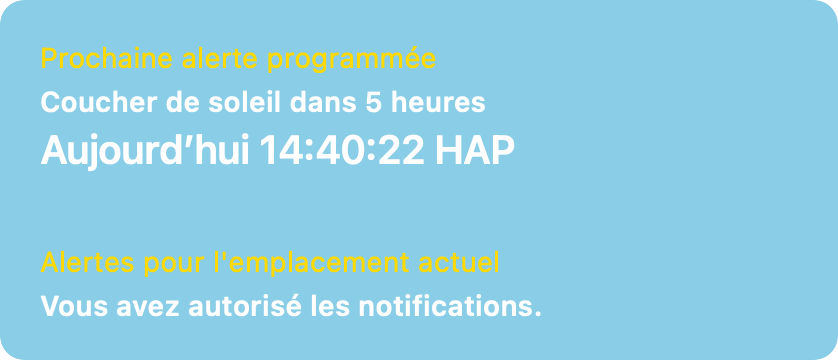 Prochaine alerte programmée
Coucher de soleil dans 5 heures
Aujourd’hui 14:40:22 HAP
Alertes pour l'emplacement actuel
Vous avez autorisé les notifications.